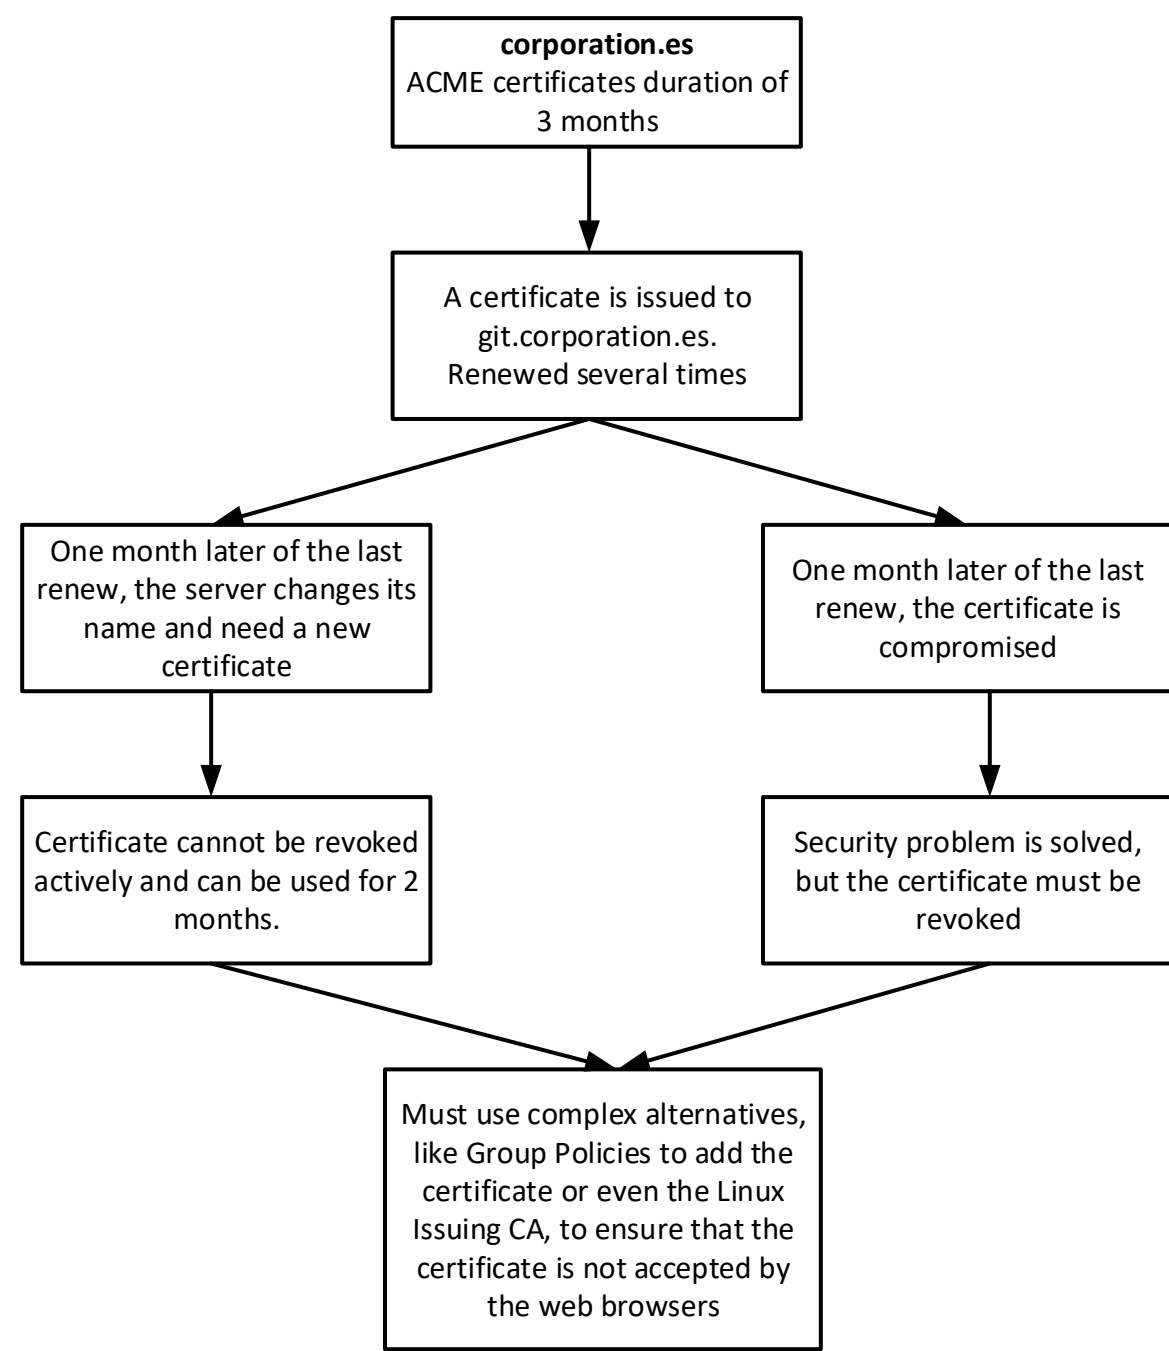 corporation.es
ACME certificates duration of
3 months
A certificate is issued to
git.corporation.es.
Renewed several times
One month later of the last
renew, the server changes its
name and need a new
certificate
One month later of the last
renew, the certificate is
compromised
Certificate cannot be revoked
actively and can be used for 2
months.
Security problem is solved,
but the certificate must be
revoked
Must use complex alternatives,
like Group Policies to add the
certificate or even the Linux
Issuing CA, to ensure that the
certificate is not accepted by
the web browsers